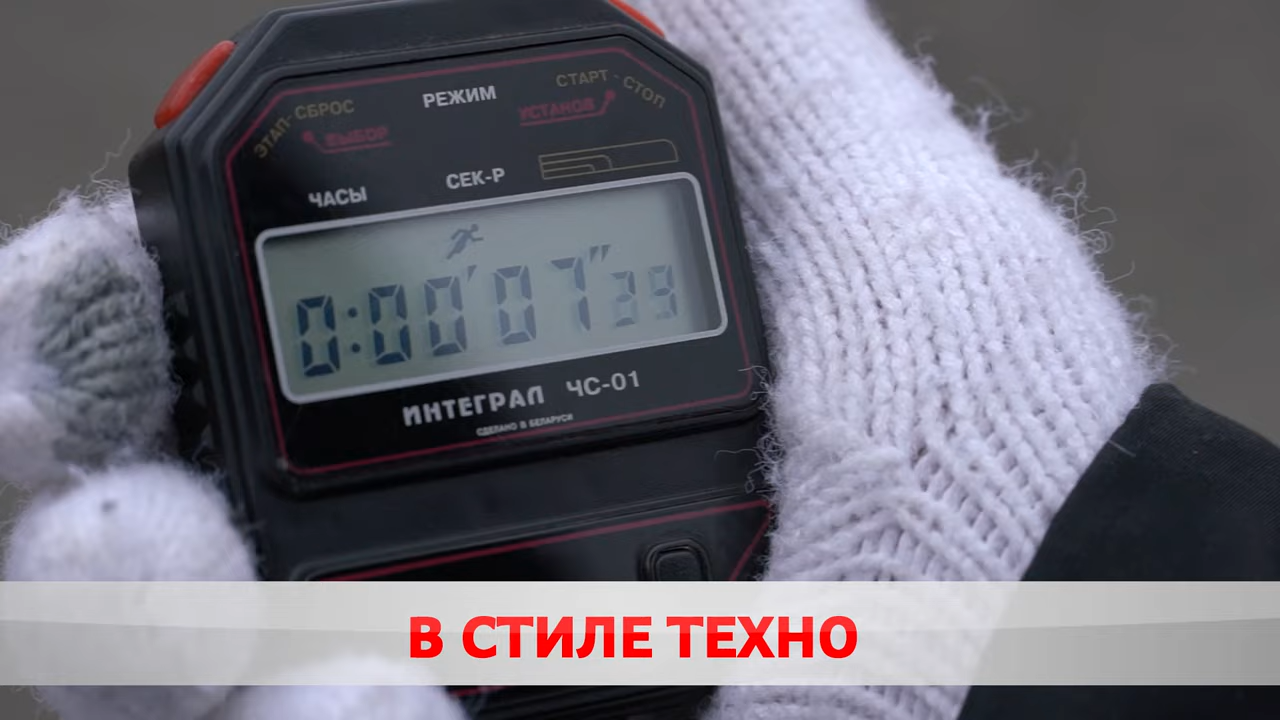 ЭТАП-СБРОС
РЕЖИМ
СТАРТ-СТОП
ВЫБОР
УСТАНОВ
ЧАСЫ
СЕК-Р
0:00'07"39
ИНТЕГРАЛ ЧС-01
СДЕЛАНО В БЕЛАРУСИ
В СТИЛЕ ТЕХНО